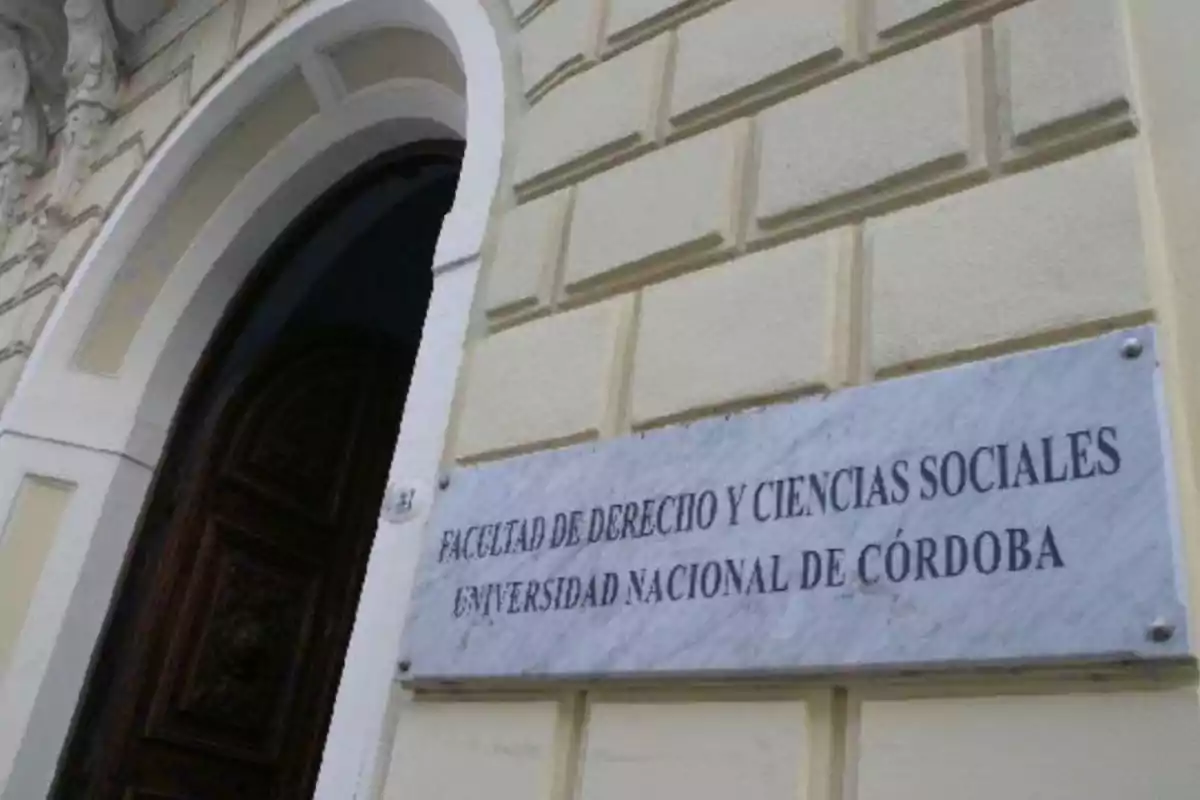 FACULTAD DE DERECHO Y CIENCIAS SOCIALES
UNIVERSIDAD NACIONAL DE CÓRDOBA